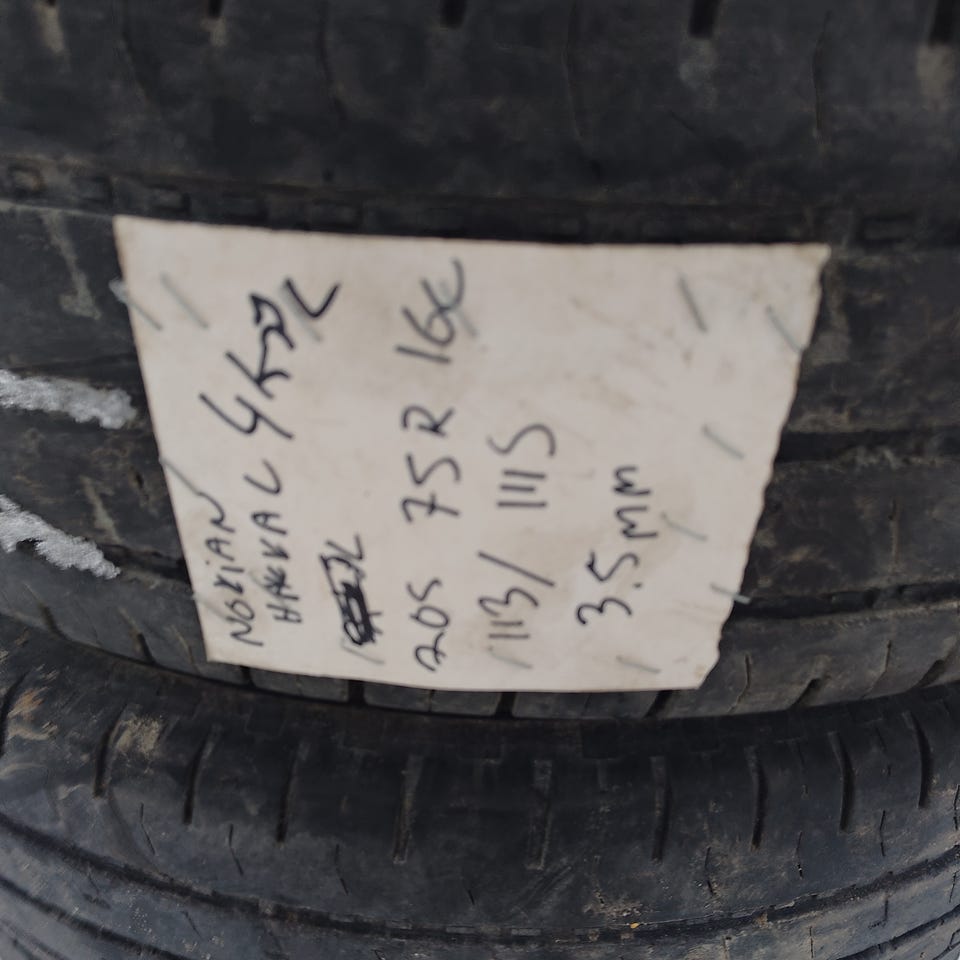 NOKIAN 4KPL
HAKKA C
205 75R 16C
113/111S
3.5MM